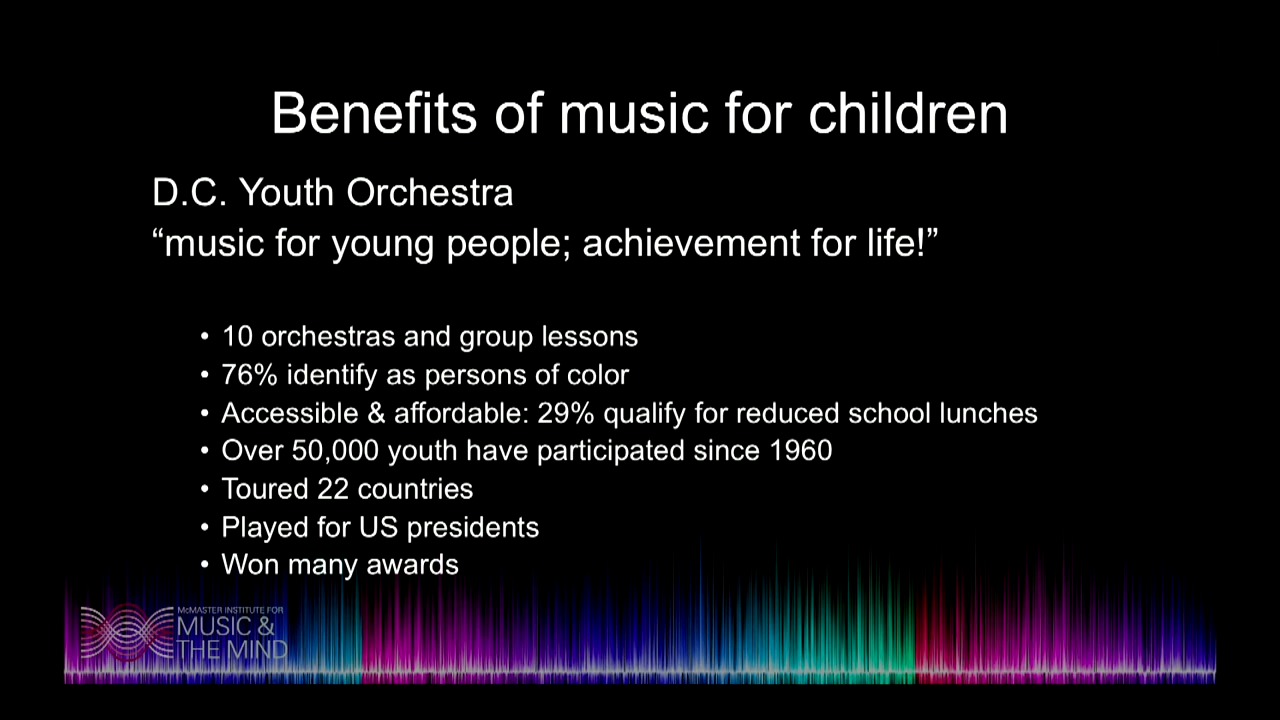 Benefits of music for children
D.C. Youth Orchestra
“music for young people; achievement for life!”
• 10 orchestras and group lessons
• 76% identify as persons of color
• Accessible & affordable: 29% qualify for reduced school lunches
• Over 50,000 youth have participated since 1960
• Toured 22 countries
• Played for US presidents
• Won many awards
McMASTER INSTITUTE FOR
MUSIC &
THE MIND